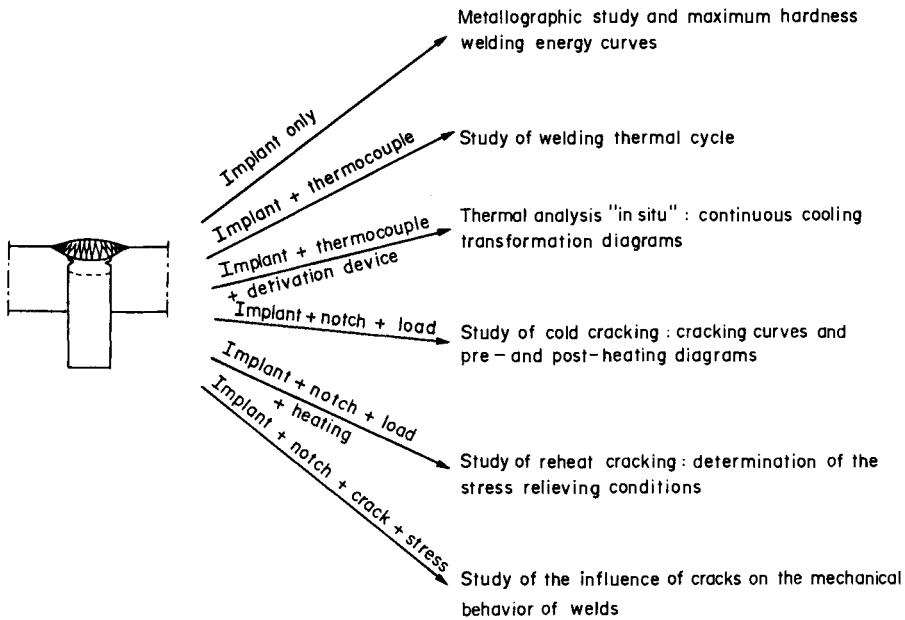 Metallographic study and maximum hardness
welding energy curves
Implant only
Study of welding thermal cycle
Implant + thermocouple
Thermal analysis "in situ" : continuous cooling
transformation diagrams
Implant + thermocouple
+ derivation device
Study of cold cracking : cracking curves and
pre – and post – heating diagrams
Implant + notch + load
Study of reheat cracking : determination of the
stress relieving conditions
Implant + notch + load
+ heating
Study of the influence of cracks on the mechanical
behavior of welds
Implant + notch + crack + stress